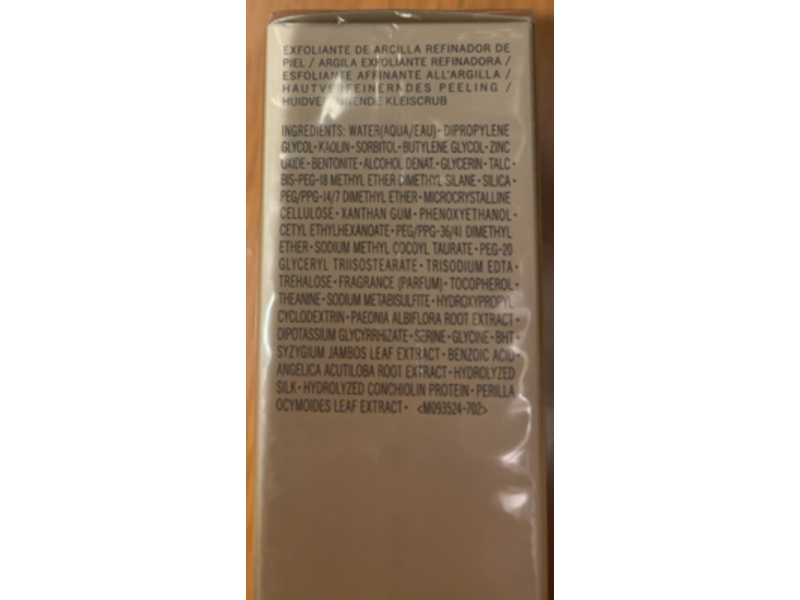 EXFOLIANTE DE ARCILLA REFINADOR DE
PIEL / ARGILA EXFOLIANTE REFINADORA /
ESFOLIANTE AFFINANTE ALL'ARGILLA /
HAUTVERFEINERNDES PEELING /
KLEISCRUB
INGREDIENTS: WATER(AQUA/EAU)• DIPROPYLENE
GLYCOL• KAOLIN• SORBITOL• BUTYLENE GLYCOL• ZINC
OXIDE• BENTONITE• ALCOHOL DENAT.• GLYCERIN• TALC•
BIS-PEG-18 METHYL ETHER DIMETHYL SILANE• SILICA•
PEG/PPG-14/7 DIMETHYL ETHER• MICROCRYSTALLINE
CELLULOSE• XANTHAN GUM• PHENOXYETHANOL•
CETYL ETHYLHEXANOATE• PEG/PPG-36/41 DIMETHYL
ETHER• SODIUM METHYL COCOYL TAURATE• PEG-20
GLYCERYL TRIISOSTEARATE• TRISODIUM EDTA•
TREHALOSE• FRAGRANCE (PARFUM)• TOCOPHEROL•
THEANINE• SODIUM METABISULFITE• HYDROXYPROPYL
CYCLODEXTRIN• PAEONIA ALBIFLORA ROOT EXTRACT•
DIPOTASSIUM GLYCYRRHIZATE• SERINE• GLYCINE• BHT•
SYZYGIUM JAMBOS LEAF EXTRACT• BENZOIC ACID•
ANGELICA ACUTILOBA ROOT EXTRACT• HYDROLYZED
SILK• HYDROLYZED CONCHIOLIN PROTEIN• PERILLA
OCYMOIDES LEAF EXTRACT• <M093524-702>